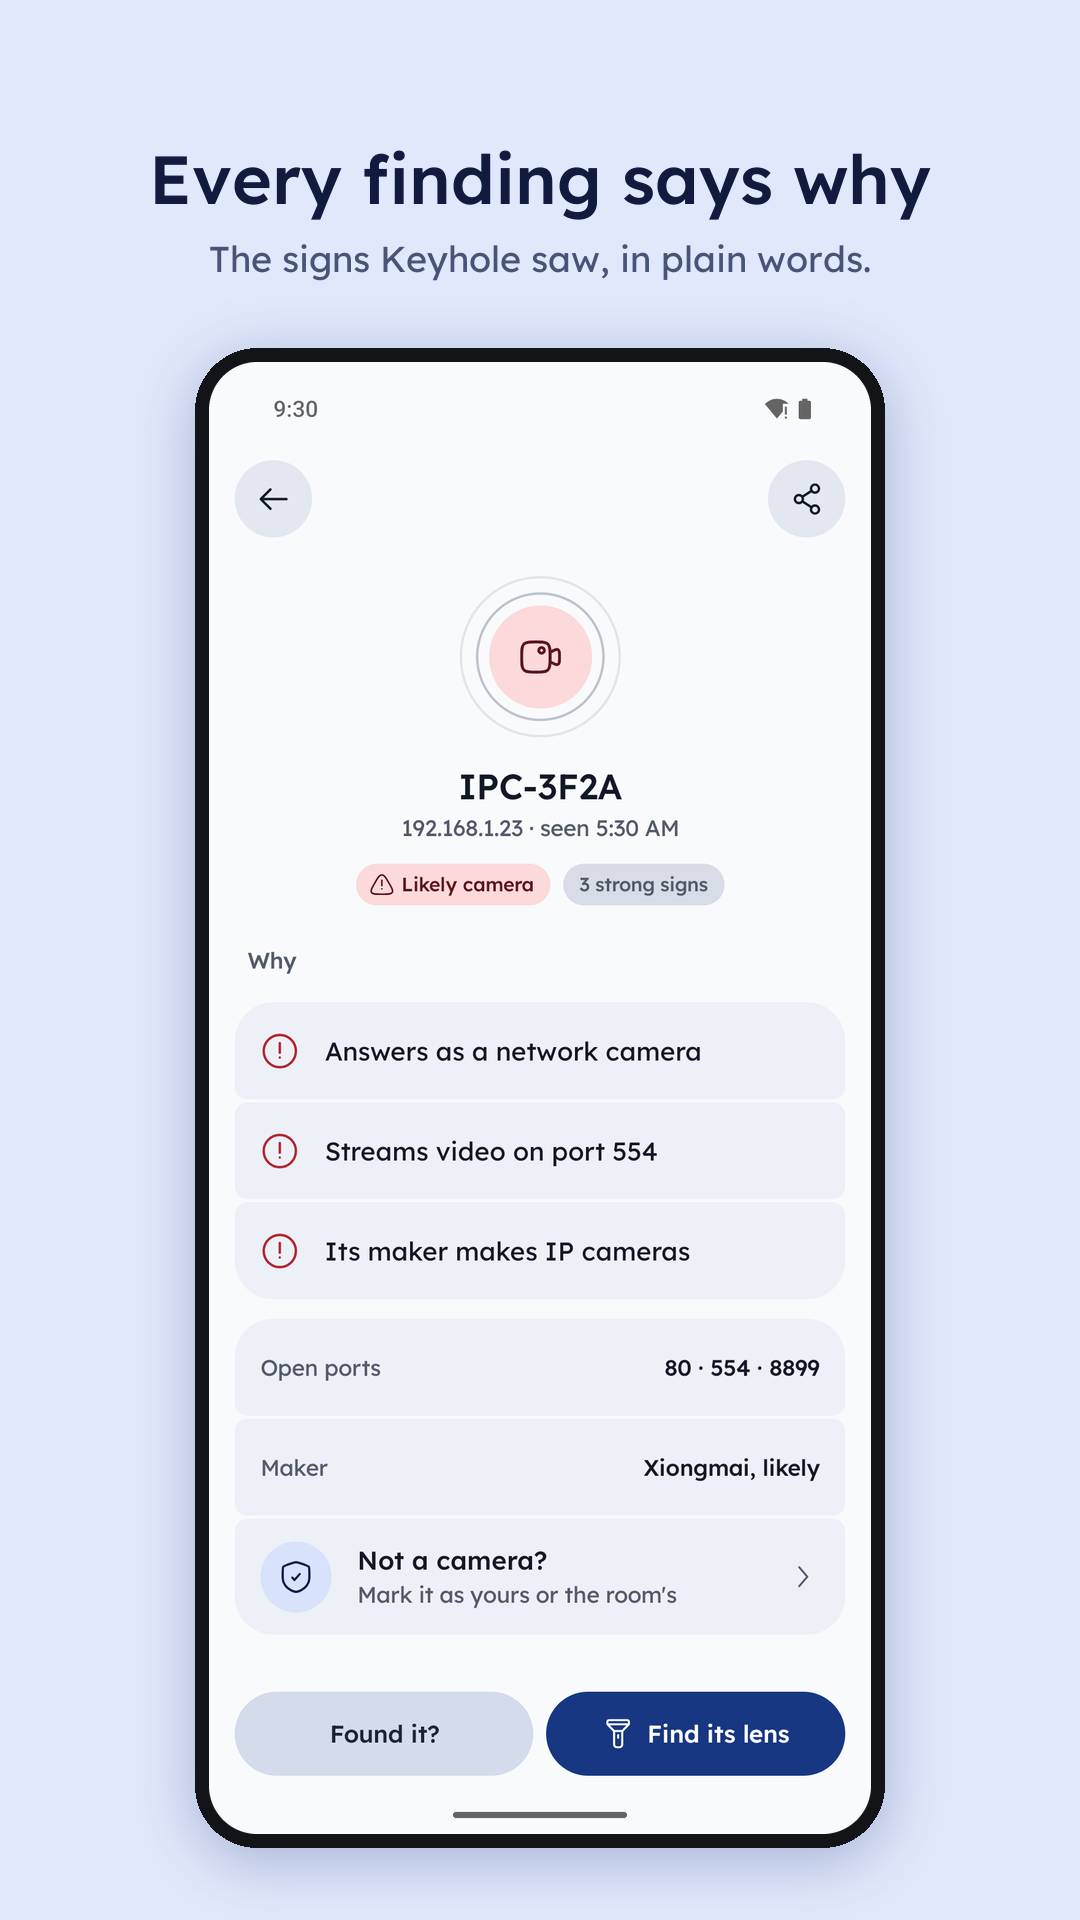 Every finding says why
The signs Keyhole saw, in plain words.
9:30
IPC-3F2A
192.168.1.23 · seen 5:30 AM
Likely camera
3 strong signs
Why
Answers as a network camera
Streams video on port 554
Its maker makes IP cameras
Open ports 80 · 554 · 8899
Maker Xiongmai, likely
Not a camera?
Mark it as yours or the room's
Found it?
Find its lens